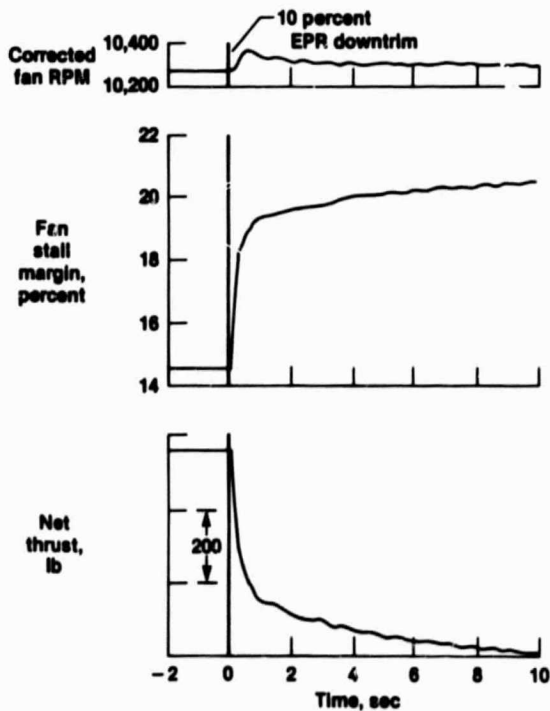 10 percent
EPR downtrim
Corrected
fan RPM
10,400
10,200
Fɛn
stall
margin,
percent
22
20
18
16
14
Net
thrust,
lb
200
–2 0 2 4 6 8 10
Time, sec